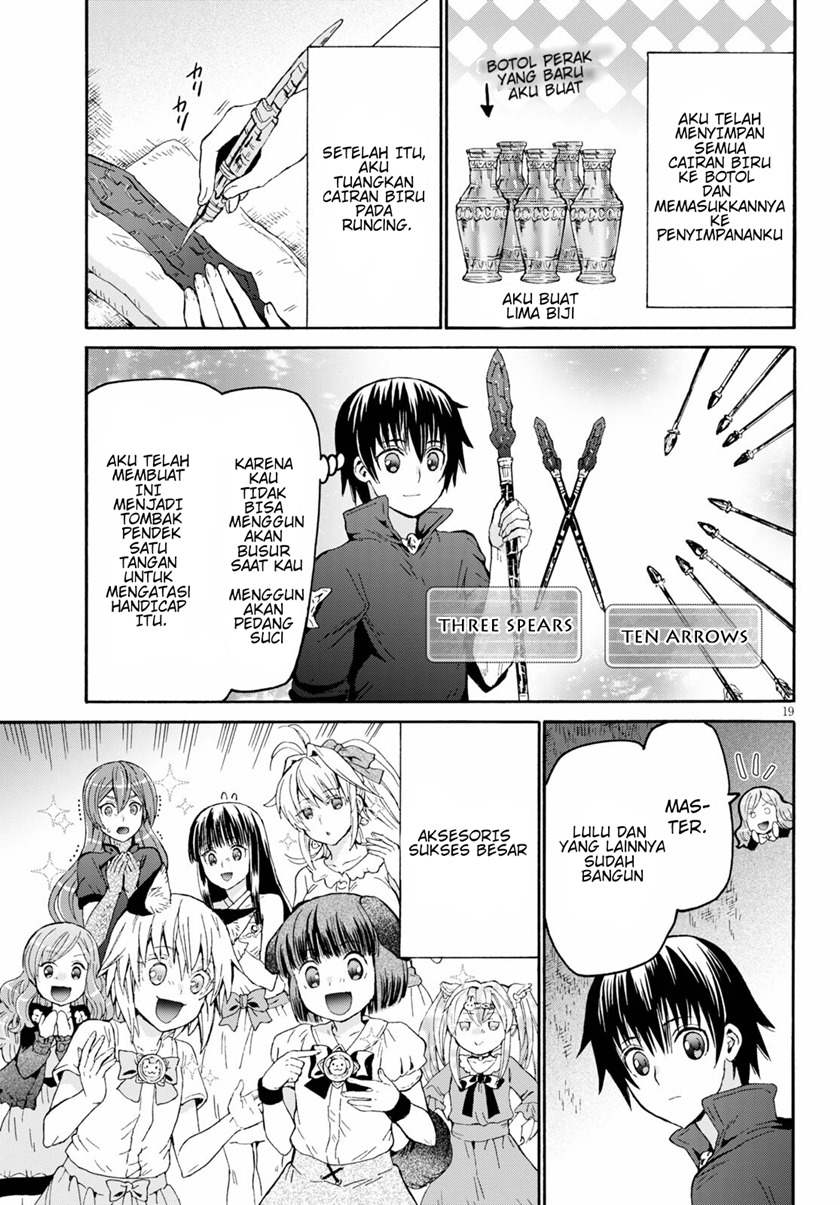 AKU TELAH
MENYIMPAN
SEMUA
CAIRAN BIRU
KE BOTOL
DAN
MEMASUKKANNYA
KE
PENYIMPANANKU
BOTOL PERAK
YANG BARU
AKU BUAT
AKU BUAT
LIMA BIJI
SETELAH ITU,
AKU
TUANGKAN
CAIRAN BIRU
PADA
RUNCING.
ガリ
ガリ
KARENA
KAU
TIDAK
BISA
MENGGUN
AKAN
BUSUR
SAAT KAU
MENGGUN
AKAN
PEDANG
SUCI
AKU TELAH
MEMBUAT
INI
MENJADI
TOMBAK
PENDEK
SATU
TANGAN
UNTUK
MENGATASI
HANDICAP
ITU.
THREE SPEARS
TEN ARROWS
19
MAS-
TER.
LULU DAN
YANG LAINNYA
SUDAH
BANGUN
AKSESORIS
SUKSES BESAR